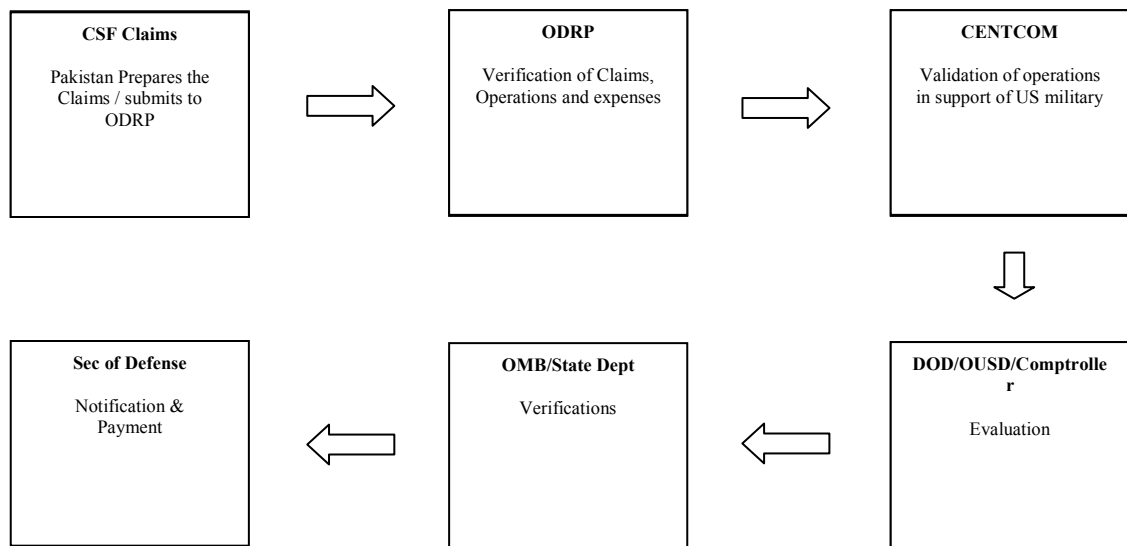 CSF Claims
Pakistan Prepares the
Claims / submits to
ODRP
ODRP
Verification of Claims,
Operations and expenses
CENTCOM
Validation of operations
in support of US military
DOD/OUSD/Comptrolle
r
Evaluation
OMB/State Dept
Verifications
Sec of Defense
Notification &
Payment